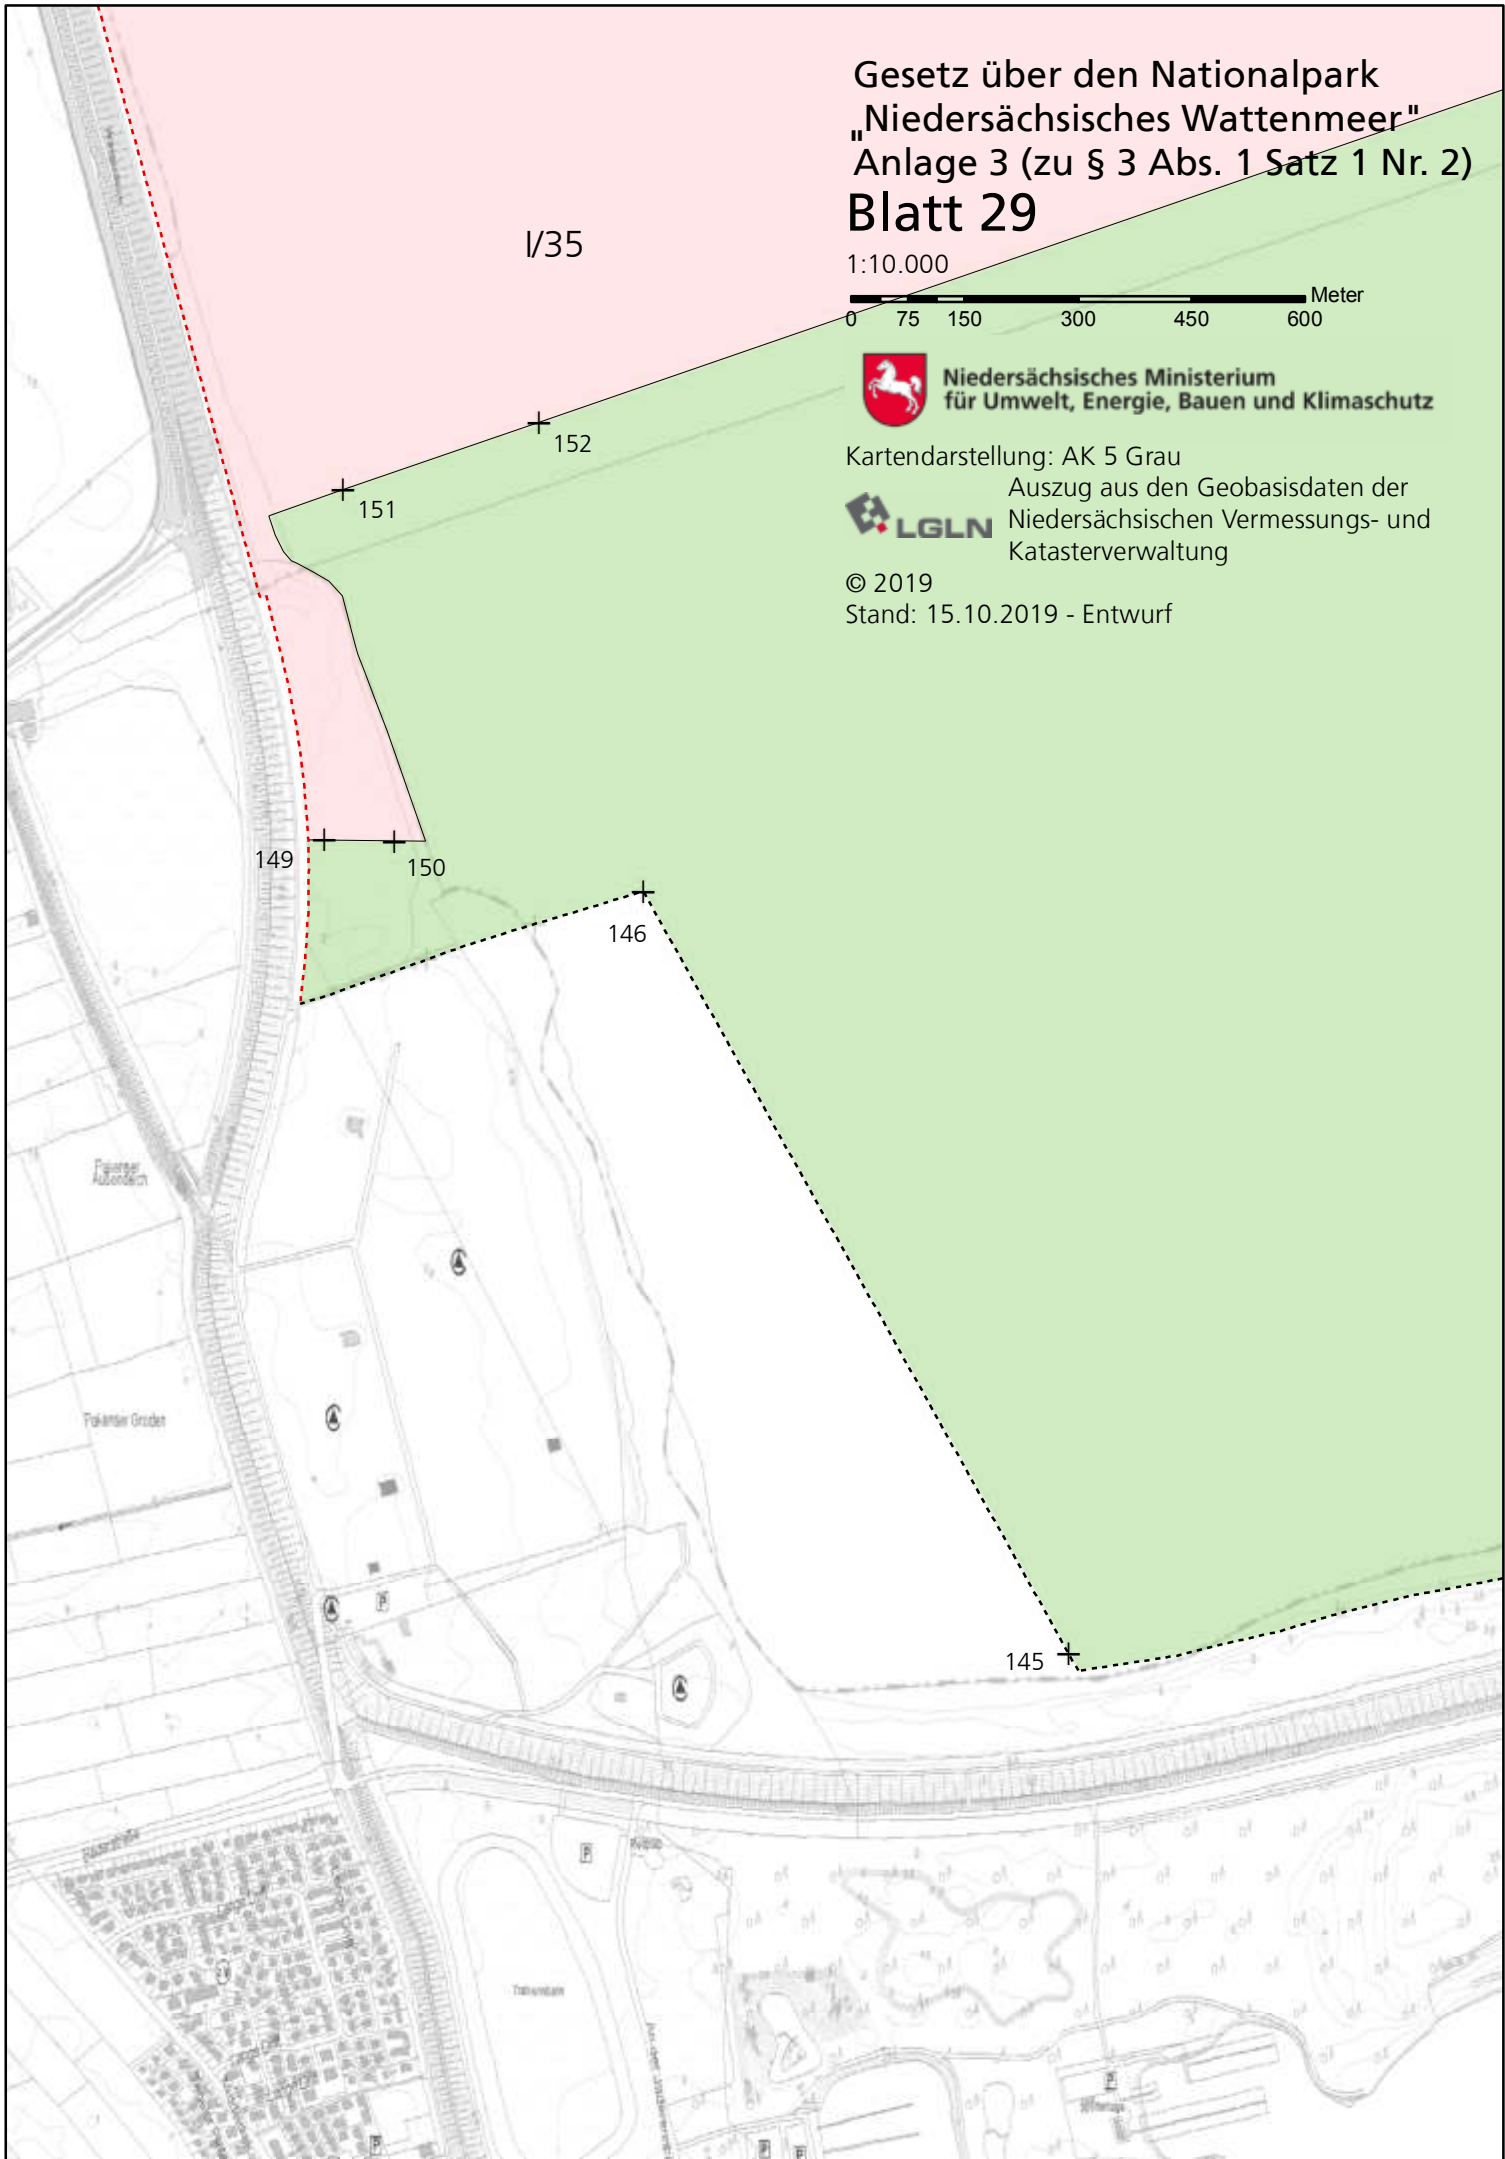 Gesetz über den Nationalpark
„Niedersächsisches Wattenmeer"
Anlage 3 (zu § 3 Abs. 1 Satz 1 Nr. 2)
Blatt 29
1:10.000
Meter
0 75 150 300 450 600
Niedersächsisches Ministerium
für Umwelt, Energie, Bauen und Klimaschutz
Kartendarstellung: AK 5 Grau
LGLN
Auszug aus den Geobasisdaten der
Niedersächsischen Vermessungs- und
Katasterverwaltung
© 2019
Stand: 15.10.2019 - Entwurf
I/35
152
151
149
150
146
145
Groden
P
P
P
P
P
P